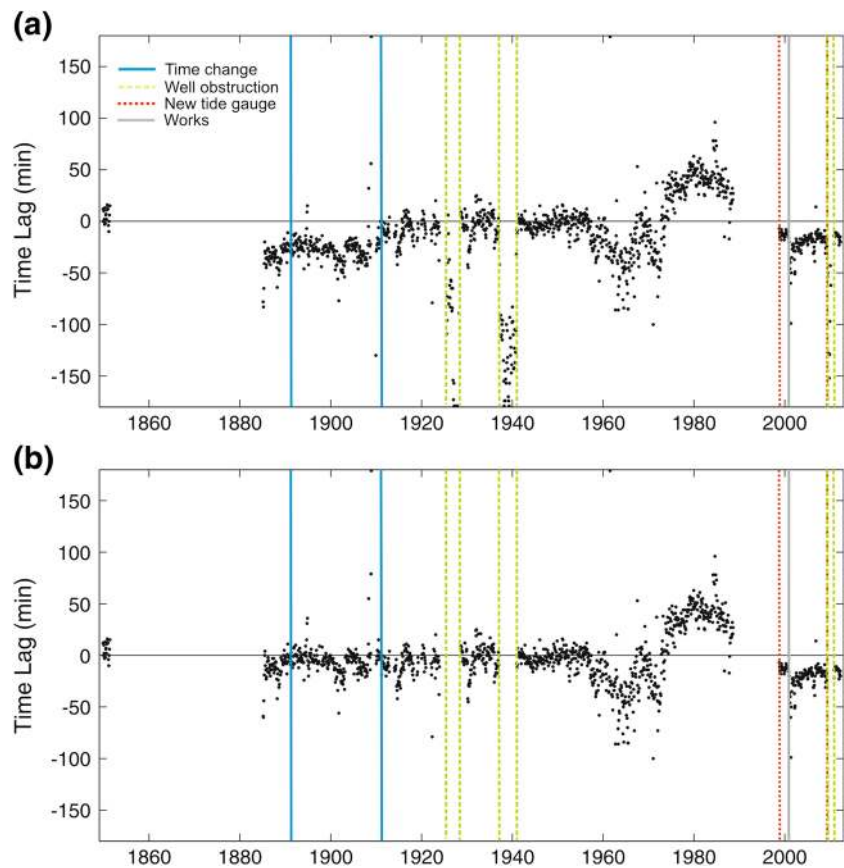 (a)
150
100
50
0
-50
-100
-150
Time Lag (min)
Time change
Well obstruction
New tide gauge
Works
1860 1880 1900 1920 1940 1960 1980 2000
(b)
150
100
50
0
-50
-100
-150
Time Lag (min)
1860 1880 1900 1920 1940 1960 1980 2000